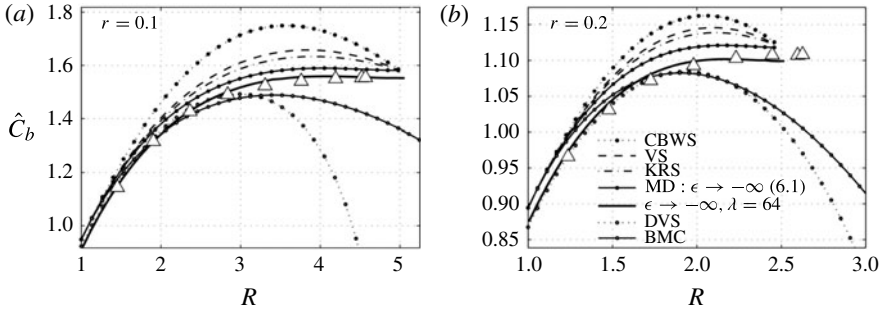 (a)
r = 0.1
1.8
1.6
1.4
1.2
1.0
Ĉ_b
1 2 3 4 5
R
(b)
r = 0.2
1.15
1.10
1.05
1.00
0.95
0.90
0.85
CBWS
VS
KRS
MD : ϵ → −∞ (6.1)
ϵ → −∞, λ = 64
DVS
BMC
1.0 1.5 2.0 2.5 3.0
R